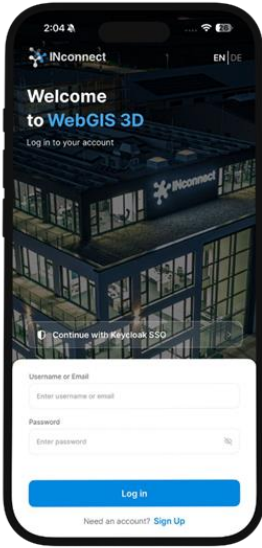 2:04
INconnect
EN|DE
Welcome
to WebGIS 3D
Log in to your account
INconnect
Continue with Keycloak SSO
Username or Email
Enter username or email
Password
Enter password
Log in
Need an account? Sign Up